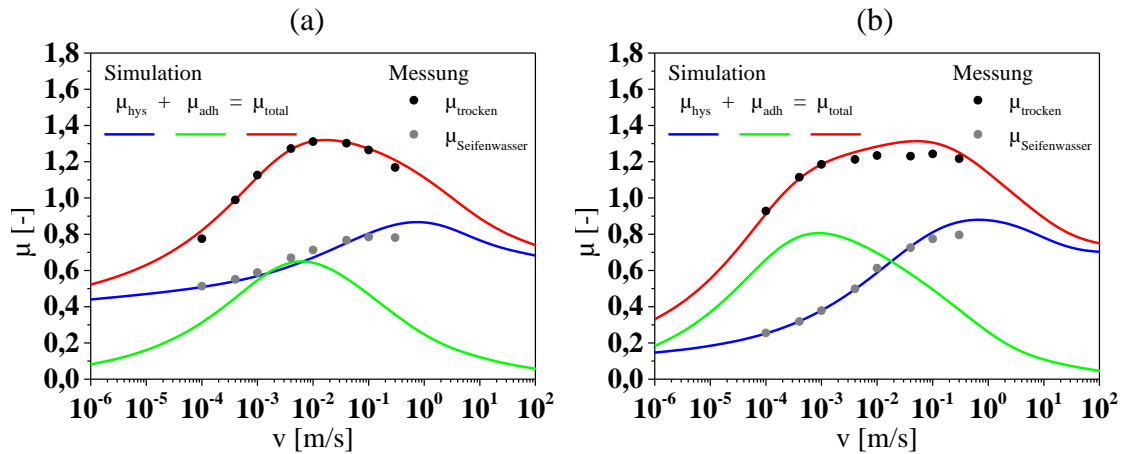 (a)
1,8
1,6
1,4
1,2
1,0
0,8
0,6
0,4
0,2
0,0
μ [-]
Simulation
μhys + μadh = μtotal
Messung
μtrocken
μSeifenwasser
10-6 10-5 10-4 10-3 10-2 10-1 100 101 102
v [m/s]
(b)
1,8
1,6
1,4
1,2
1,0
0,8
0,6
0,4
0,2
0,0
μ [-]
Simulation
μhys + μadh = μtotal
Messung
μtrocken
μSeifenwasser
10-6 10-5 10-4 10-3 10-2 10-1 100 101 102
v [m/s]